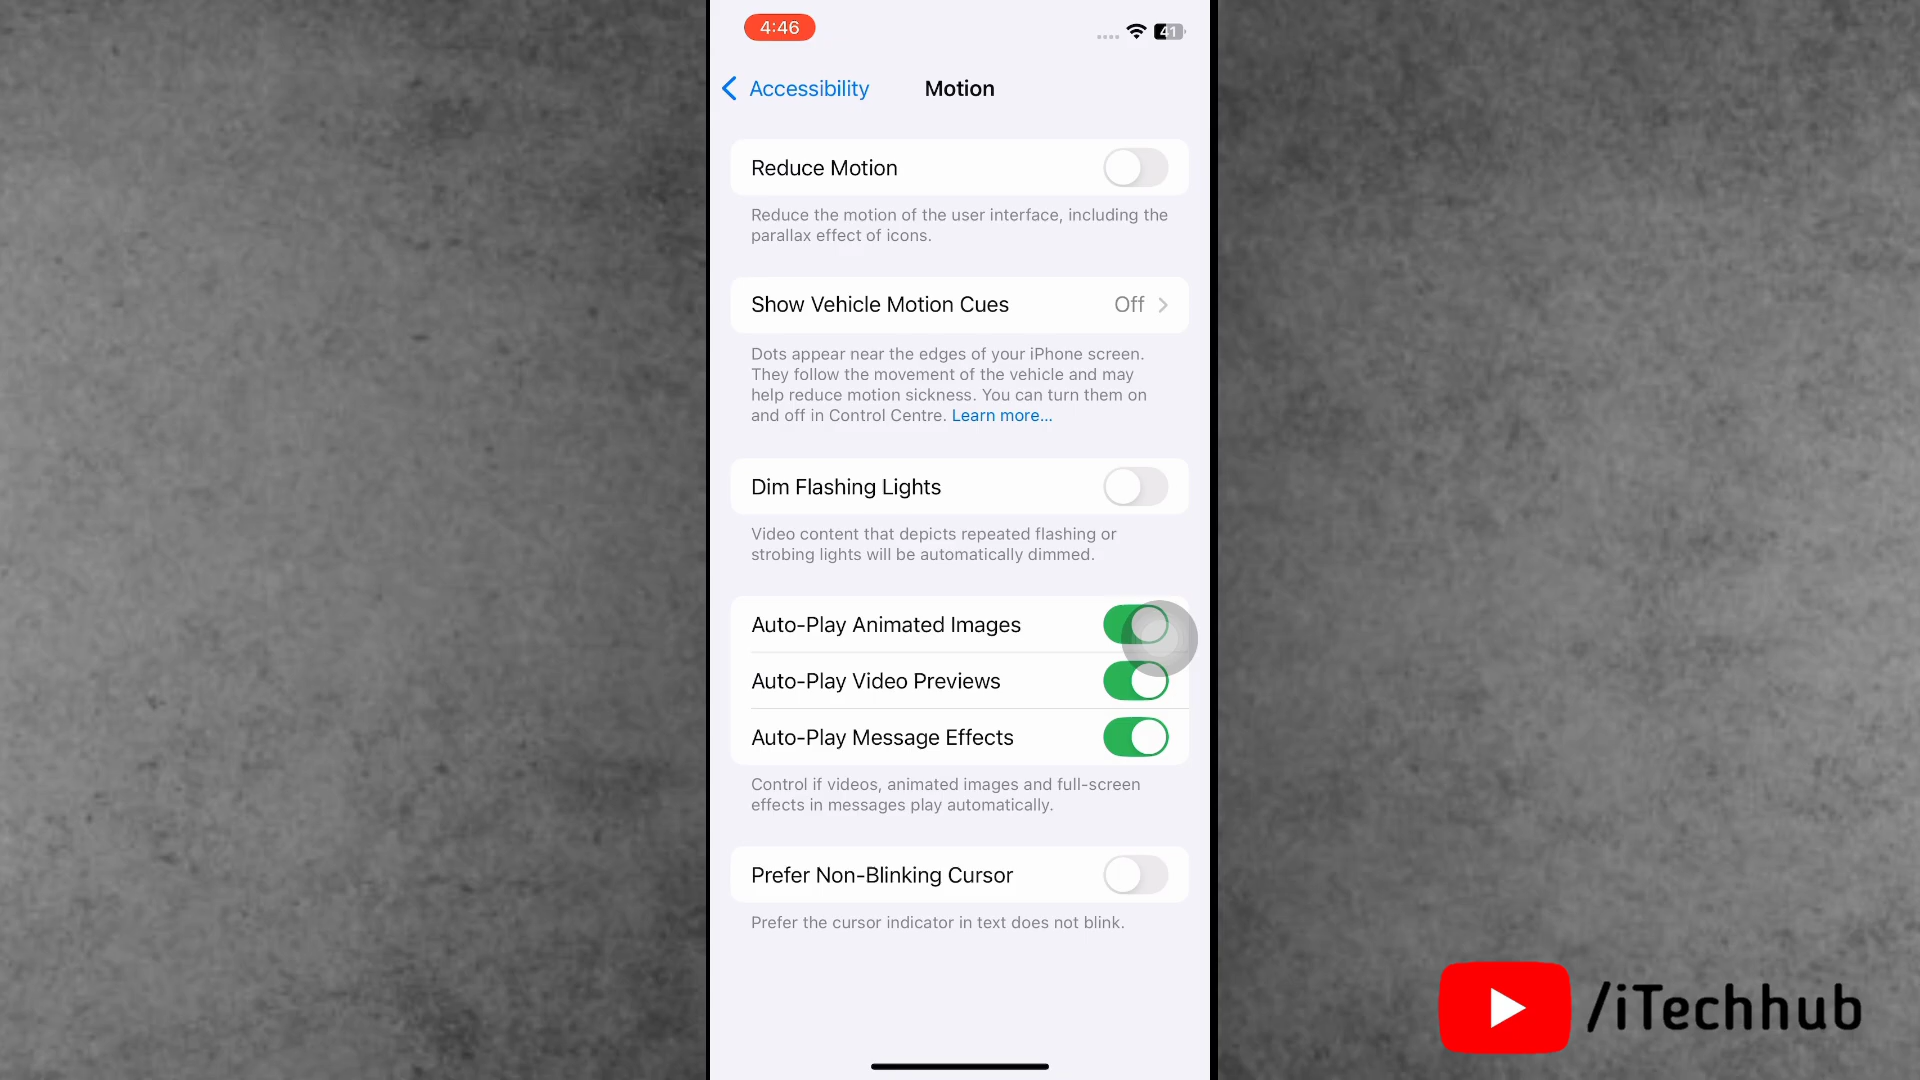 4:46
41
Accessibility
Motion
Reduce Motion
Reduce the motion of the user interface, including the
parallax effect of icons.
Show Vehicle Motion Cues
Off
Dots appear near the edges of your iPhone screen.
They follow the movement of the vehicle and may
help reduce motion sickness. You can turn them on
and off in Control Centre. Learn more...
Dim Flashing Lights
Video content that depicts repeated flashing or
strobing lights will be automatically dimmed.
Auto-Play Animated Images
Auto-Play Video Previews
Auto-Play Message Effects
Control if videos, animated images and full-screen
effects in messages play automatically.
Prefer Non-Blinking Cursor
Prefer the cursor indicator in text does not blink.
/iTechhub